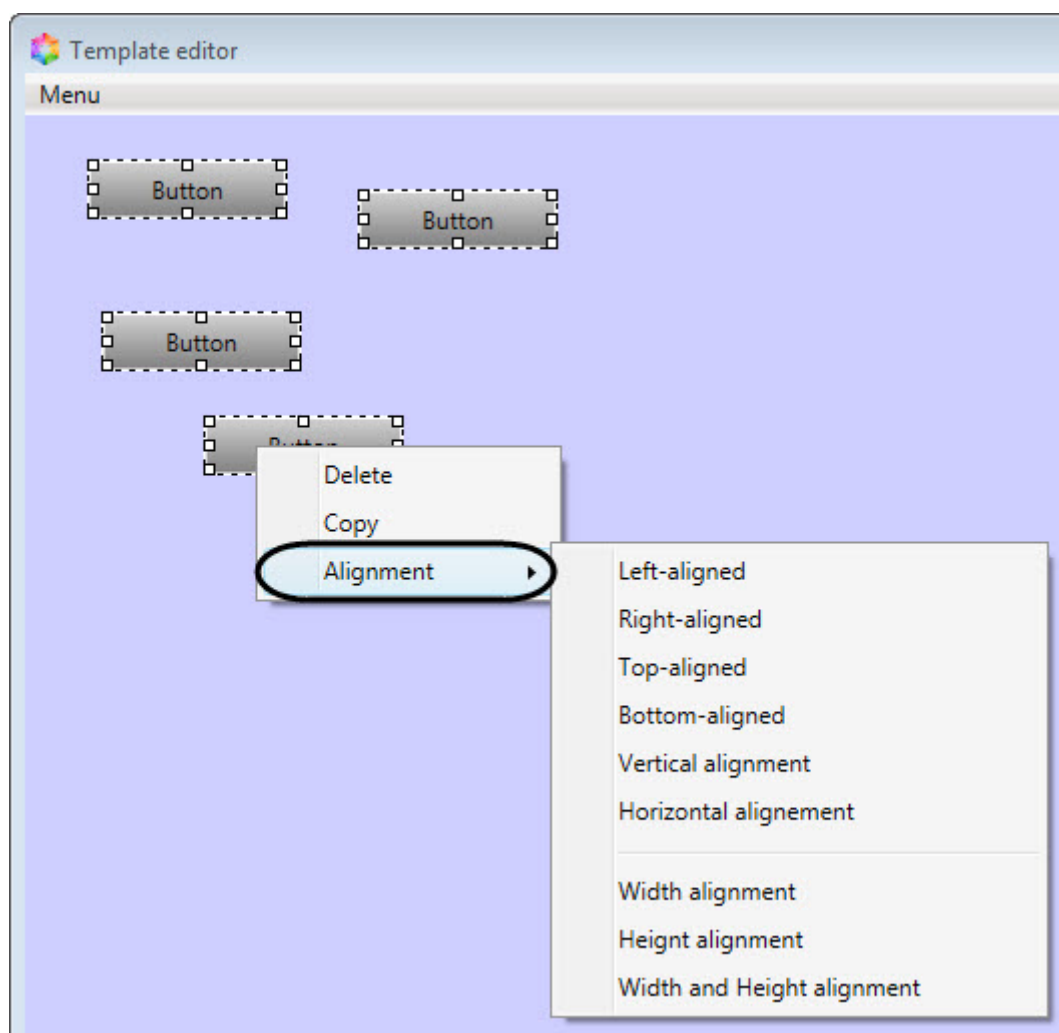 Template editor
Menu
Button
Button
Button
Button
Delete
Copy
Alignment
Left-aligned
Right-aligned
Top-aligned
Bottom-aligned
Vertical alignment
Horizontal alignement
Width alignment
Heignt alignment
Width and Height alignment